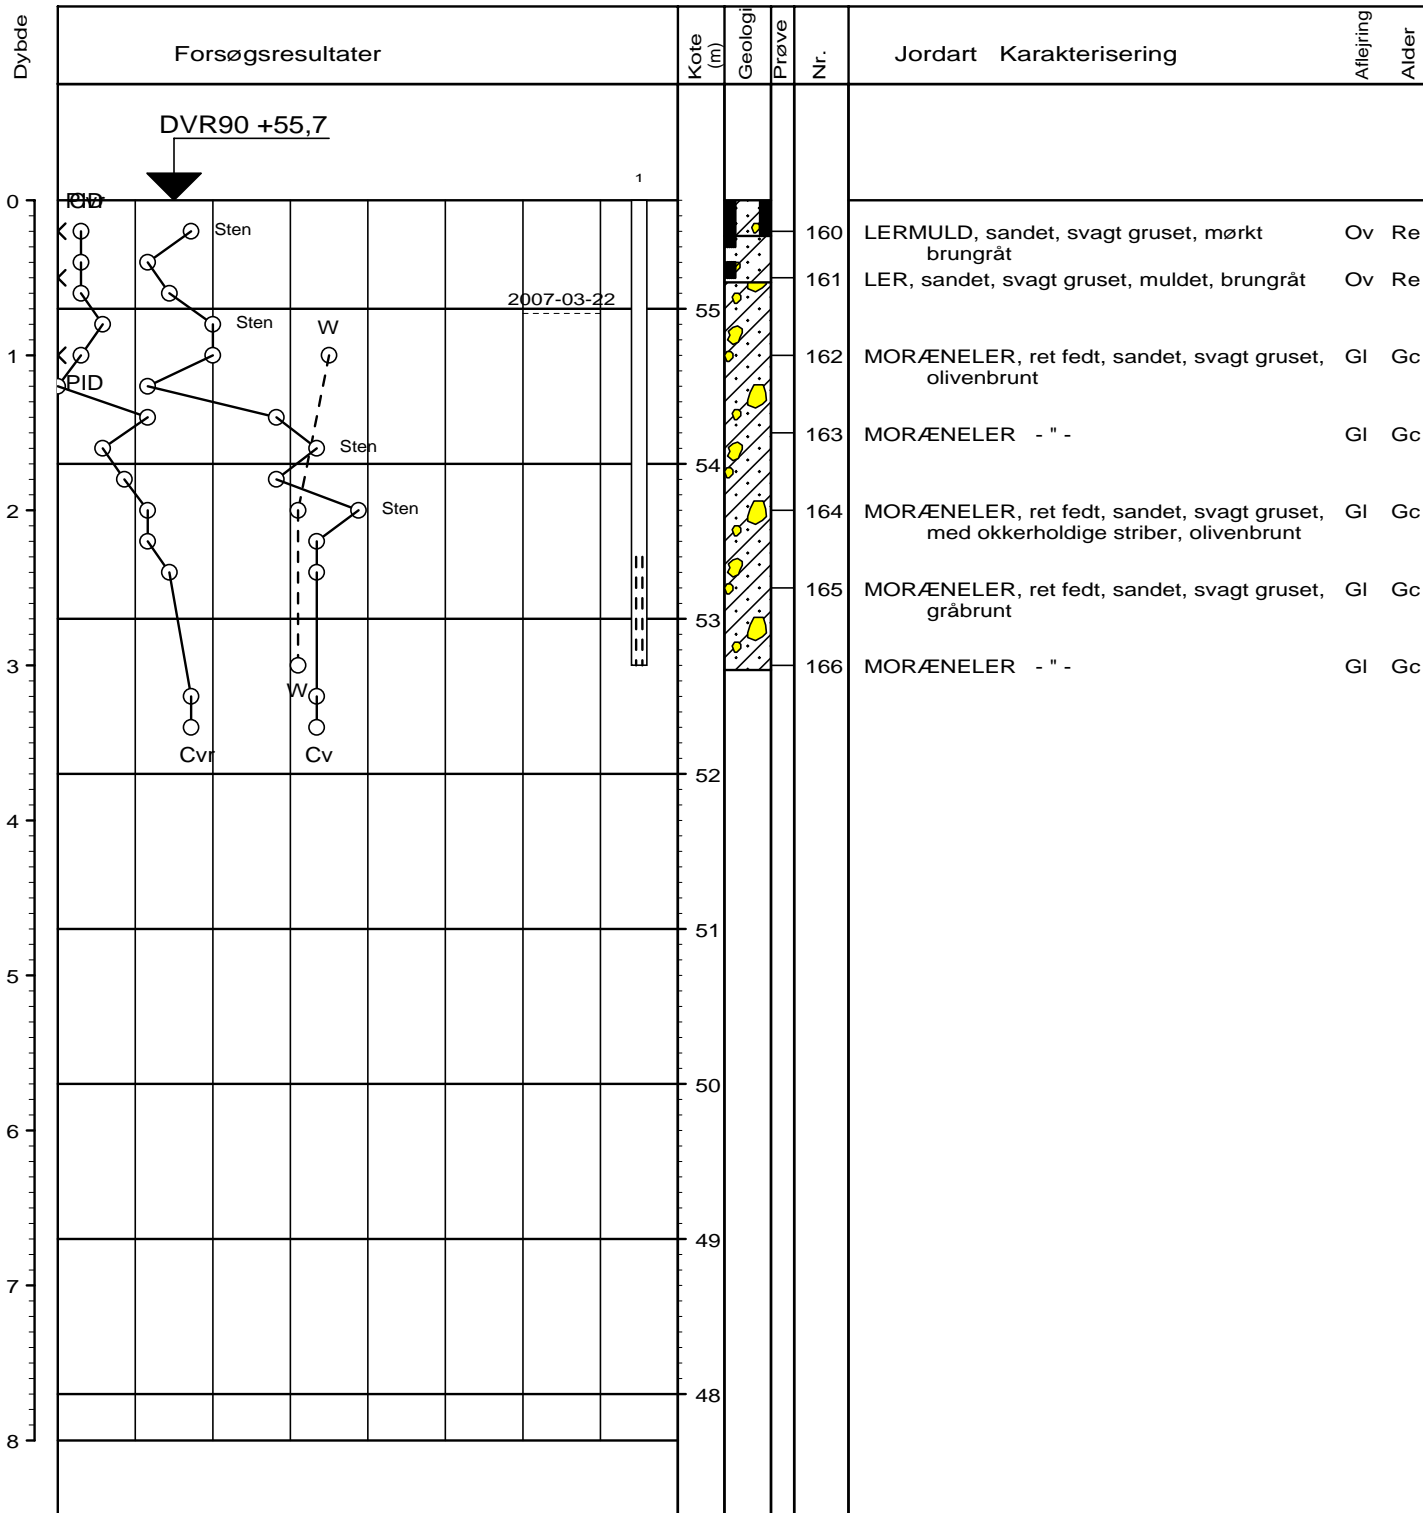 Dybde
Forsøgsresultater
Kote
(m)
Geologi
Prøve
Nr.
Jordart Karakterisering
Aflejring
Alder
DVR90 +55,7
1
0
PID
Cvr
Sten
160 LERMULD, sandet, svagt gruset, mørkt Ov Re
brungråt
161 LER, sandet, svagt gruset, muldet, brungråt Ov Re
2007-03-22
55
Sten
W
1
162 MORÆNELER, ret fedt, sandet, svagt gruset, Gl Gc
olivenbrunt
PID
Sten
163 MORÆNELER - " - Gl Gc
54
2
Sten
164 MORÆNELER, ret fedt, sandet, svagt gruset, Gl Gc
med okkerholdige striber, olivenbrunt
165 MORÆNELER, ret fedt, sandet, svagt gruset, Gl Gc
gråbrunt
53
3
166 MORÆNELER - " - Gl Gc
W
Cvr
Cv
52
4
51
5
50
6
49
7
48
8